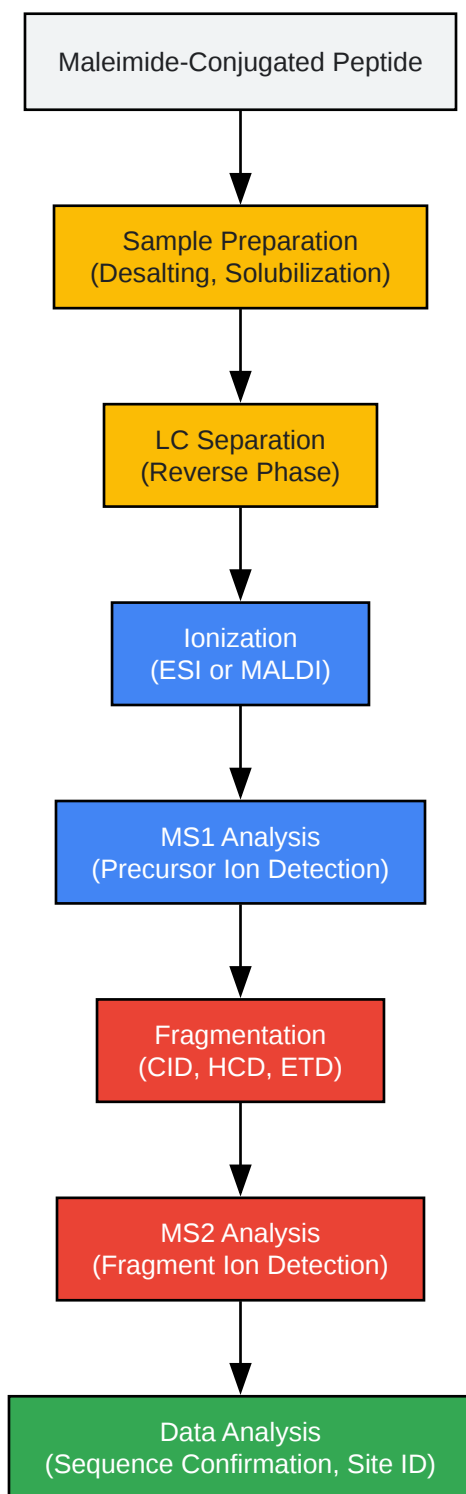 Maleimide-Conjugated Peptide
Sample Preparation
(Desalting, Solubilization)
LC Separation
(Reverse Phase)
Ionization
(ESI or MALDI)
MS1 Analysis
(Precursor Ion Detection)
Fragmentation
(CID, HCD, ETD)
MS2 Analysis
(Fragment Ion Detection)
Data Analysis
(Sequence Confirmation, Site ID)